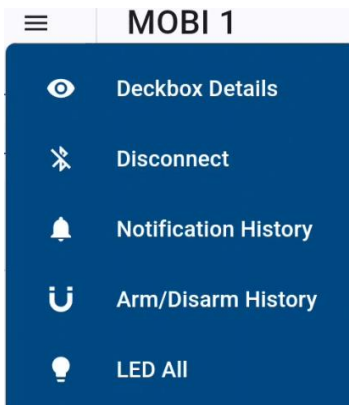 MOBI 1
Deckbox Details
Disconnect
Notification History
Arm/Disarm History
LED All